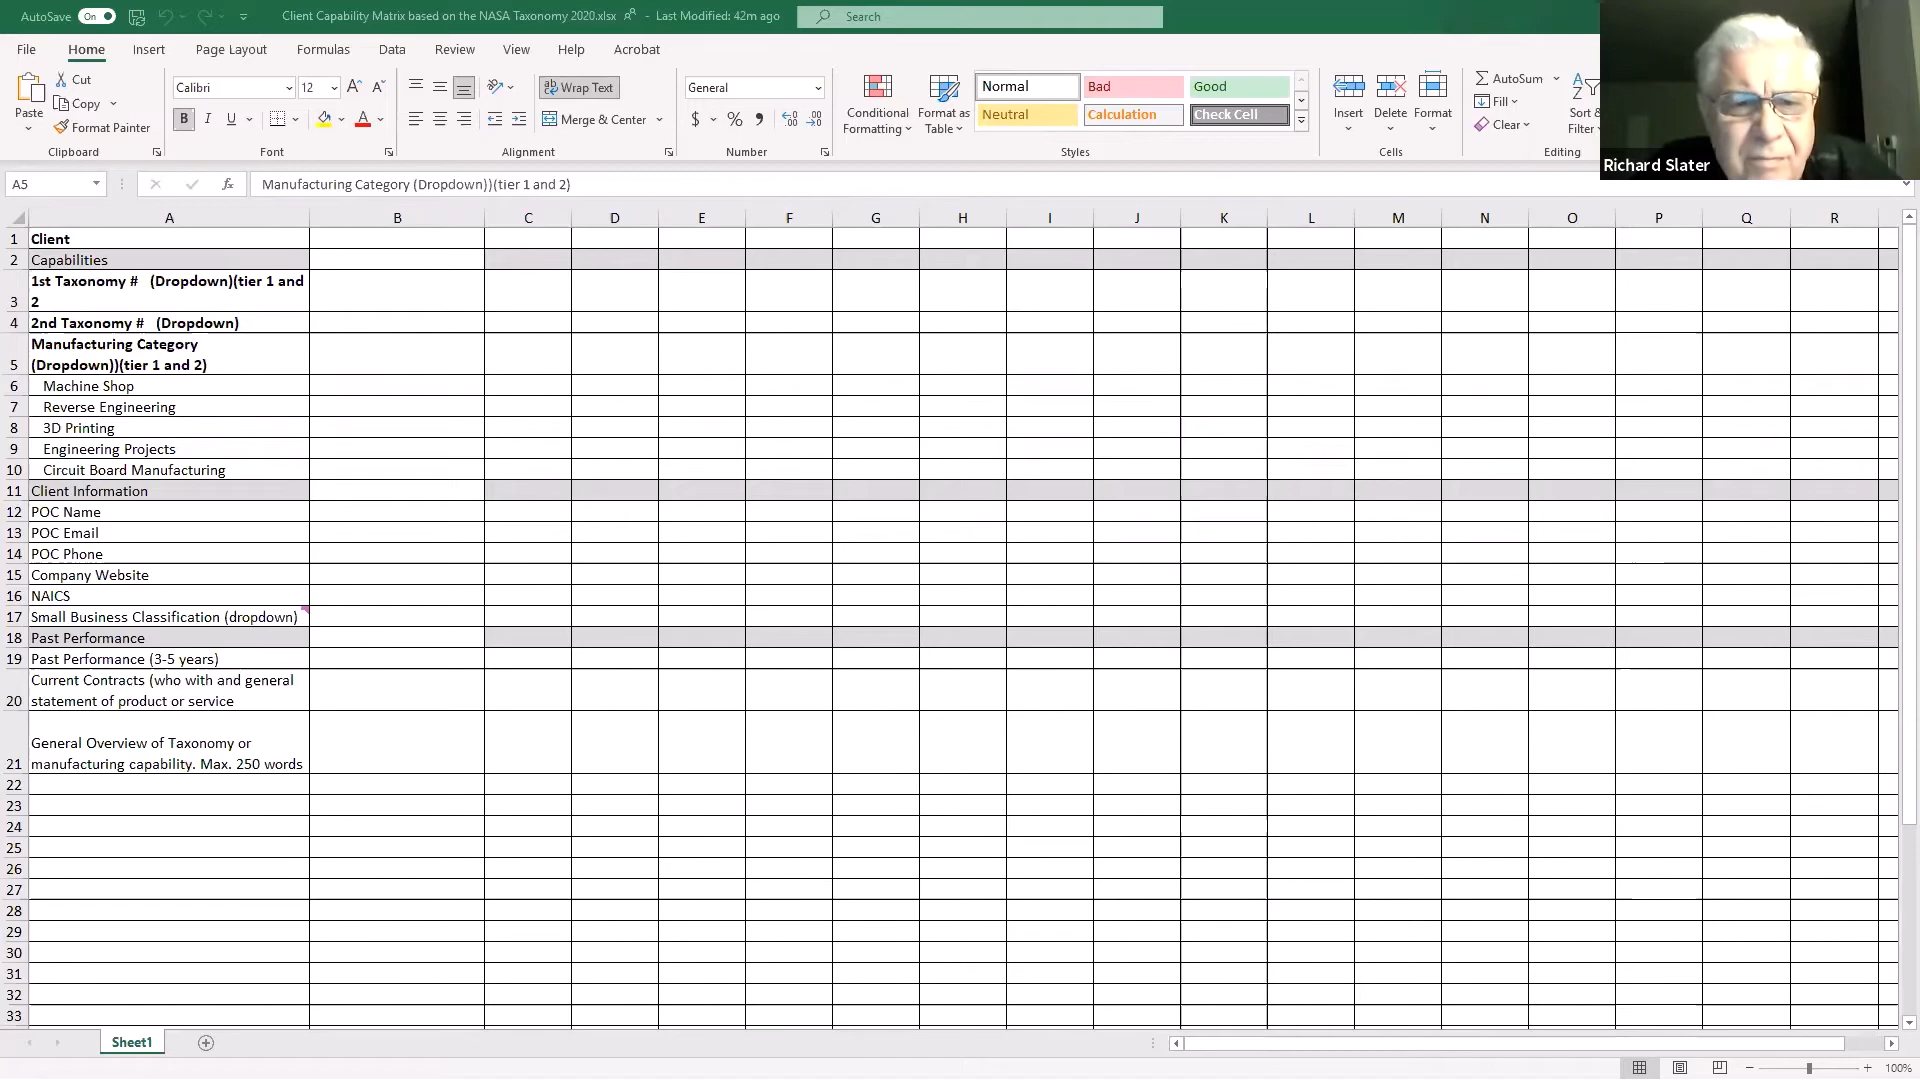 AutoSave On Client Capability Matrix based on the NASA Taxonomy 2020.xlsx - Last Modified: 42m ago Search
File Home Insert Page Layout Formulas Data Review View Help Acrobat
Paste
Cut
Copy
Format Painter
Clipboard
Calibri 12
B I U
Font
Wrap Text
Merge & Center
Alignment
General
$ %
Number
Conditional Formatting
Format as Table
Normal Bad Good
Neutral Calculation Check Cell
Styles
Insert Delete Format
Cells
AutoSum
Fill
Clear
Sort &
Filter
Editing
Richard Slater
A5 fx Manufacturing Category (Dropdown))(tier 1 and 2)
A B C D E F G H I J K L M N O P Q R
1 Client
2 Capabilities
1st Taxonomy # (Dropdown)(tier 1 and
3 2
4 2nd Taxonomy # (Dropdown)
Manufacturing Category
5 (Dropdown))(tier 1 and 2)
6 Machine Shop
7 Reverse Engineering
8 3D Printing
9 Engineering Projects
10 Circuit Board Manufacturing
11 Client Information
12 POC Name
13 POC Email
14 POC Phone
15 Company Website
16 NAICS
17 Small Business Classification (dropdown)
18 Past Performance
19 Past Performance (3-5 years)
Current Contracts (who with and general
20 statement of product or service
General Overview of Taxonomy or
21 manufacturing capability. Max. 250 words
22
23
24
25
26
27
28
29
30
31
32
33
Sheet1
100%